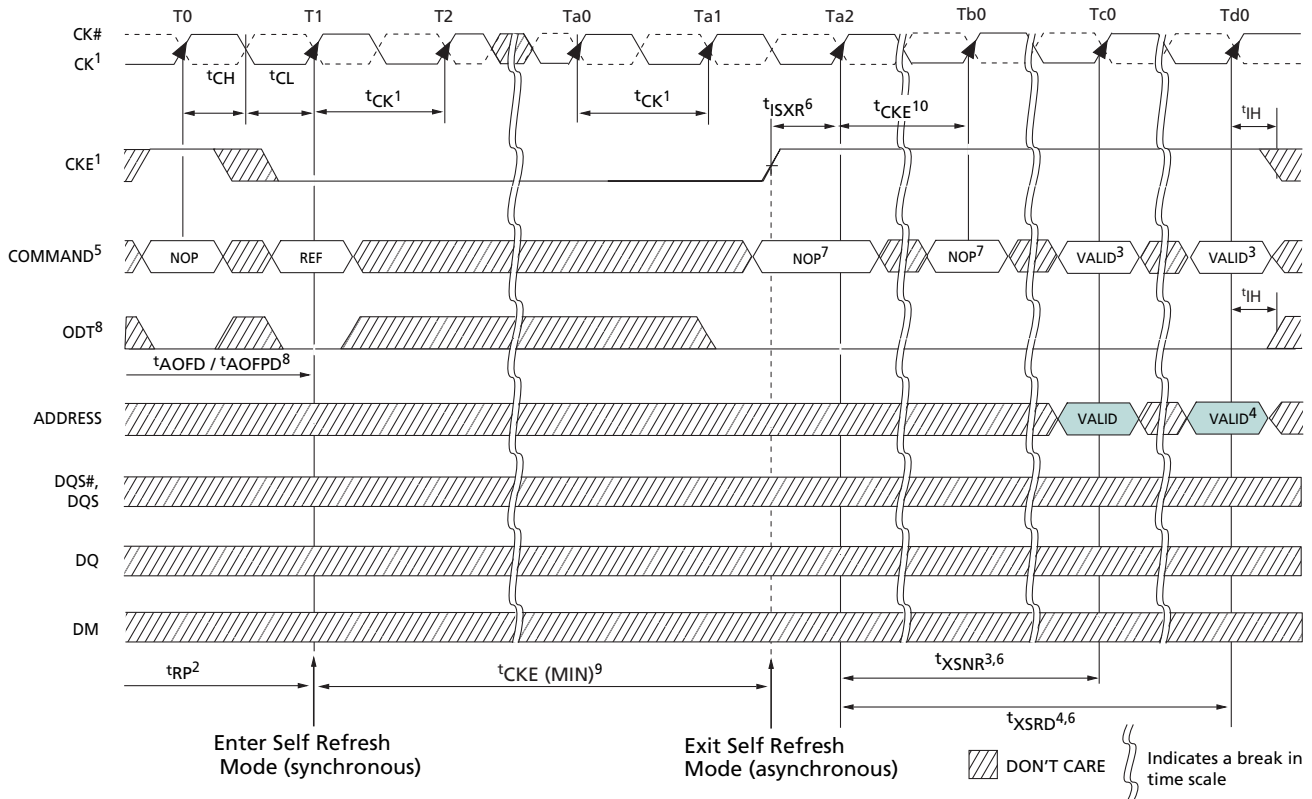 T0 T1 T2 Ta0 Ta1 Ta2 Tb0 Tc0 Td0
CK#
CK1
tCH
tCL
tCK1
tCK1
tISXR6
tCKE10
tIH
CKE1
COMMAND5
NOP
REF
NOP7
NOP7
VALID3
VALID3
tIH
ODT8
tAOFD / tAOFPD8
ADDRESS
VALID
VALID4
DQS#,
DQS
DQ
DM
tRP2
tCKE (MIN)9
tXSNR3,6
tXSRD4,6
Enter Self Refresh
Mode (synchronous)
Exit Self Refresh
Mode (asynchronous)
DON'T CARE
Indicates a break in
time scale